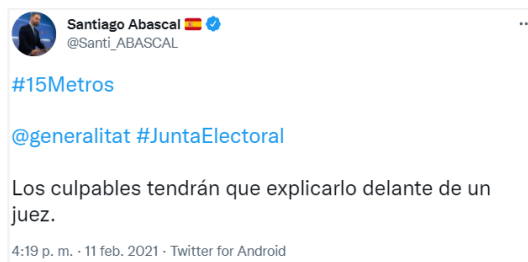 Santiago Abascal 🇪🇸
@Santi_ABASCAL
#15Metros
@generalitat #JuntaElectoral
Los culpables tendrán que explicarlo delante de un
juez.
4:19 p. m. · 11 feb. 2021 · Twitter for Android